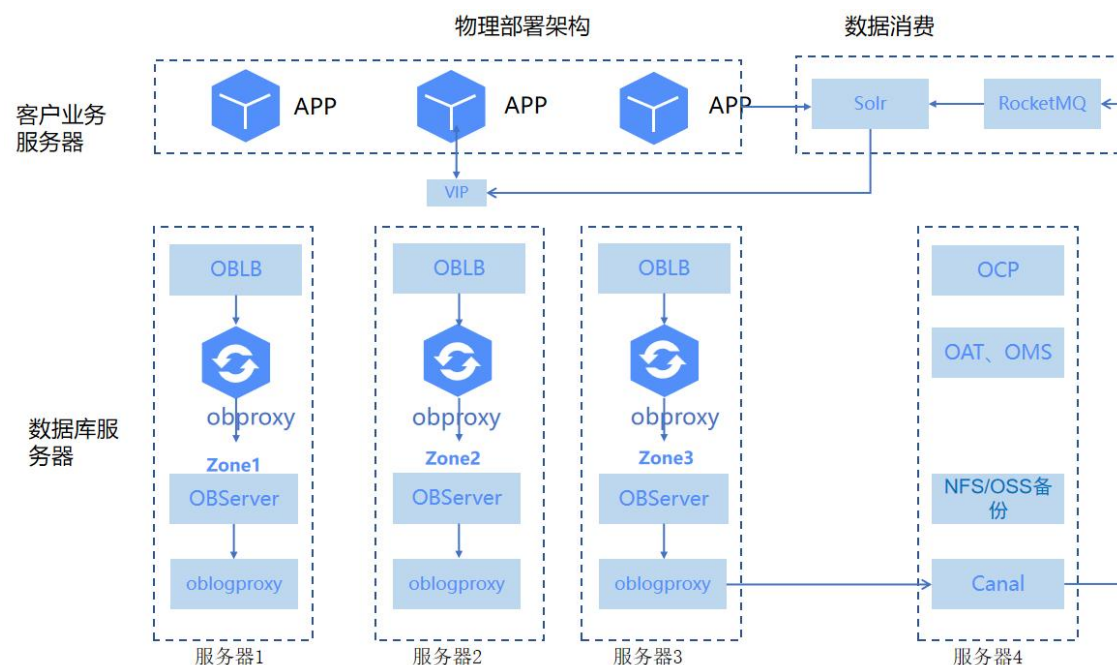 物理部署架构
数据消费
客户业务
服务器
APP
APP
APP
Solr
RocketMQ
VIP
OBLB
OBLB
OBLB
OCP
OAT、OMS
obproxy
obproxy
obproxy
数据库服
务器
Zone1
Zone2
Zone3
OBServer
OBServer
OBServer
NFS/OSS备
份
oblogproxy
oblogproxy
oblogproxy
Canal
服务器1
服务器2
服务器3
服务器4